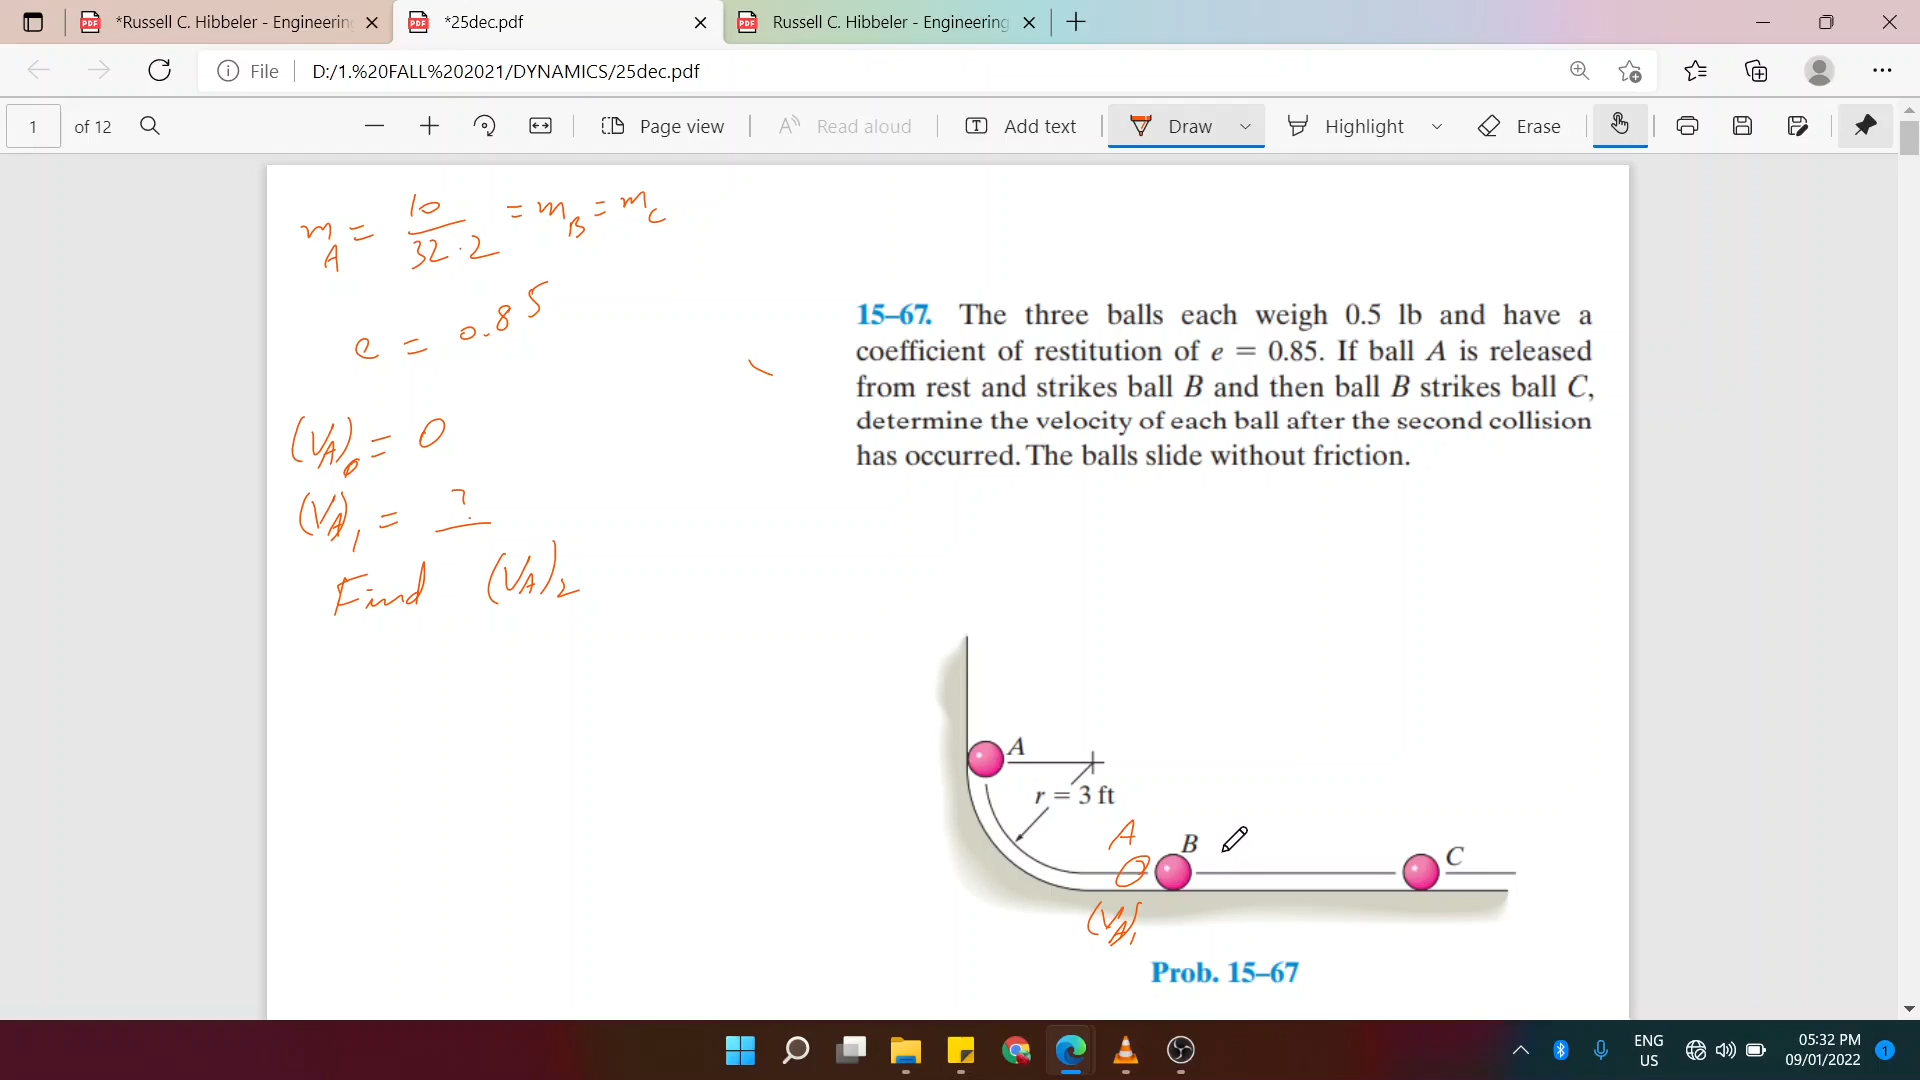 *Russell C. Hibbeler - Engineering
*25dec.pdf
Russell C. Hibbeler - Engineering
File D:/1.%20FALL%202021/DYNAMICS/25dec.pdf
1 of 12 Page view Read aloud Add text Draw Highlight Erase
m_A = 10/32.2 = m_B = m_C
e = 0.85
(V_A)_0 = 0
(V_A)_1 = ?
Find (V_A)_2
15–67. The three balls each weigh 0.5 lb and have a
coefficient of restitution of e = 0.85. If ball A is released
from rest and strikes ball B and then ball B strikes ball C,
determine the velocity of each ball after the second collision
has occurred. The balls slide without friction.
A
r = 3 ft
A
B
C
(V_A)_1
Prob. 15–67
ENG
US
05:32 PM
09/01/2022
1